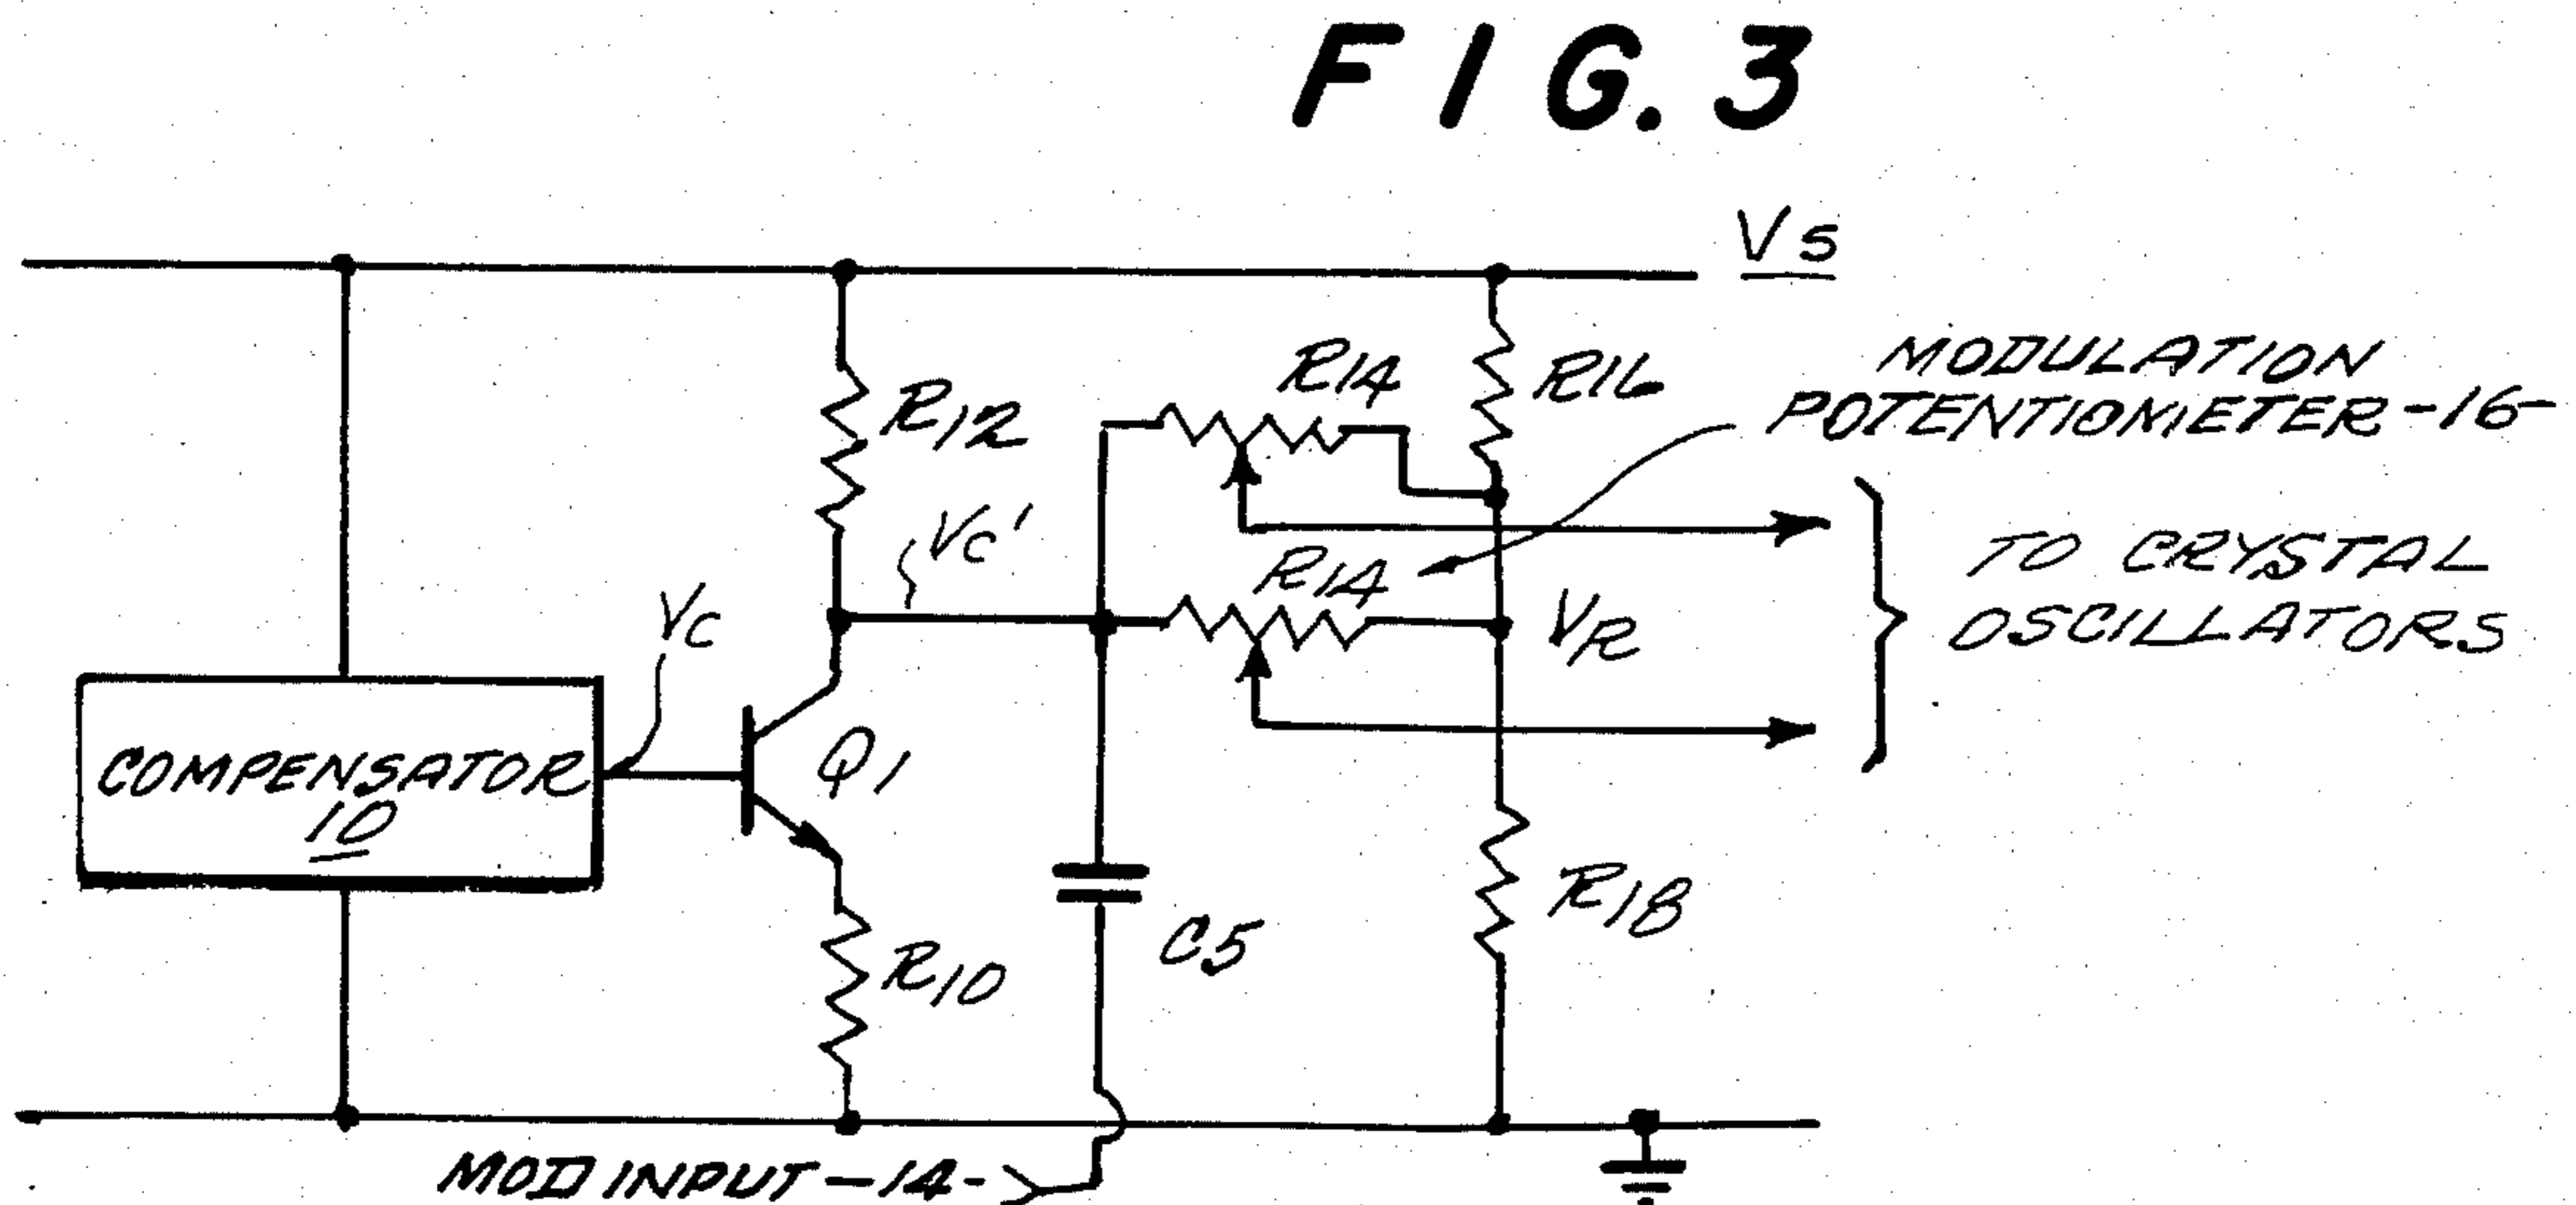 FIG. 3
Vs
R12
R14
R16
MODULATION
POTENTIOMETER -16-
Vc'
R14
VR
TO CRYSTAL
OSCILLATORS
Vc
COMPENSATOR
10
Q1
C5
R18
R10
MOD INPUT -14-